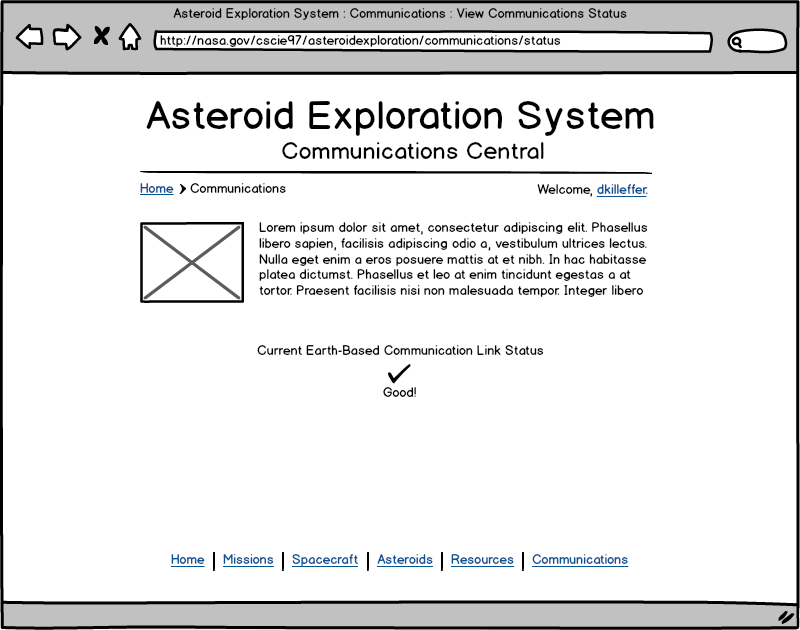 Asteroid Exploration System : Communications : View Communications Status
http://nasa.gov/cscie97/asteroidexploration/communications/status
Asteroid Exploration System
Communications Central
Home > Communications
Welcome, dkilleffer.
Lorem ipsum dolor sit amet, consectetur adipiscing elit. Phasellus
libero sapien, facilisis adipiscing odio a, vestibulum ultrices lectus.
Nulla eget enim a eros posuere mattis at et nibh. In hac habitasse
platea dictumst. Phasellus et leo at enim tincidunt egestas a at
tortor. Praesent facilisis nisi non malesuada tempor. Integer libero
Current Earth-Based Communication Link Status
Good!
Home | Missions | Spacecraft | Asteroids | Resources | Communications